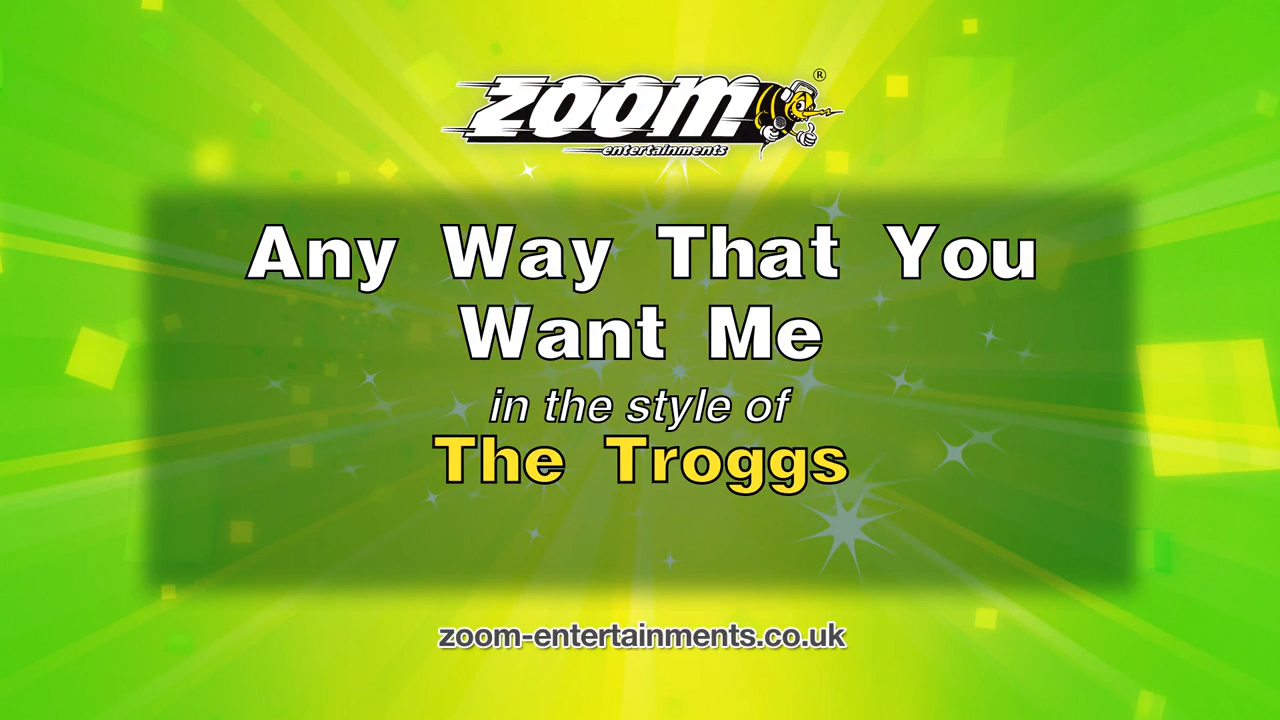 ZOOM ®
entertainments
Any Way That You
Want Me
in the style of
The Troggs
zoom-entertainments.co.uk